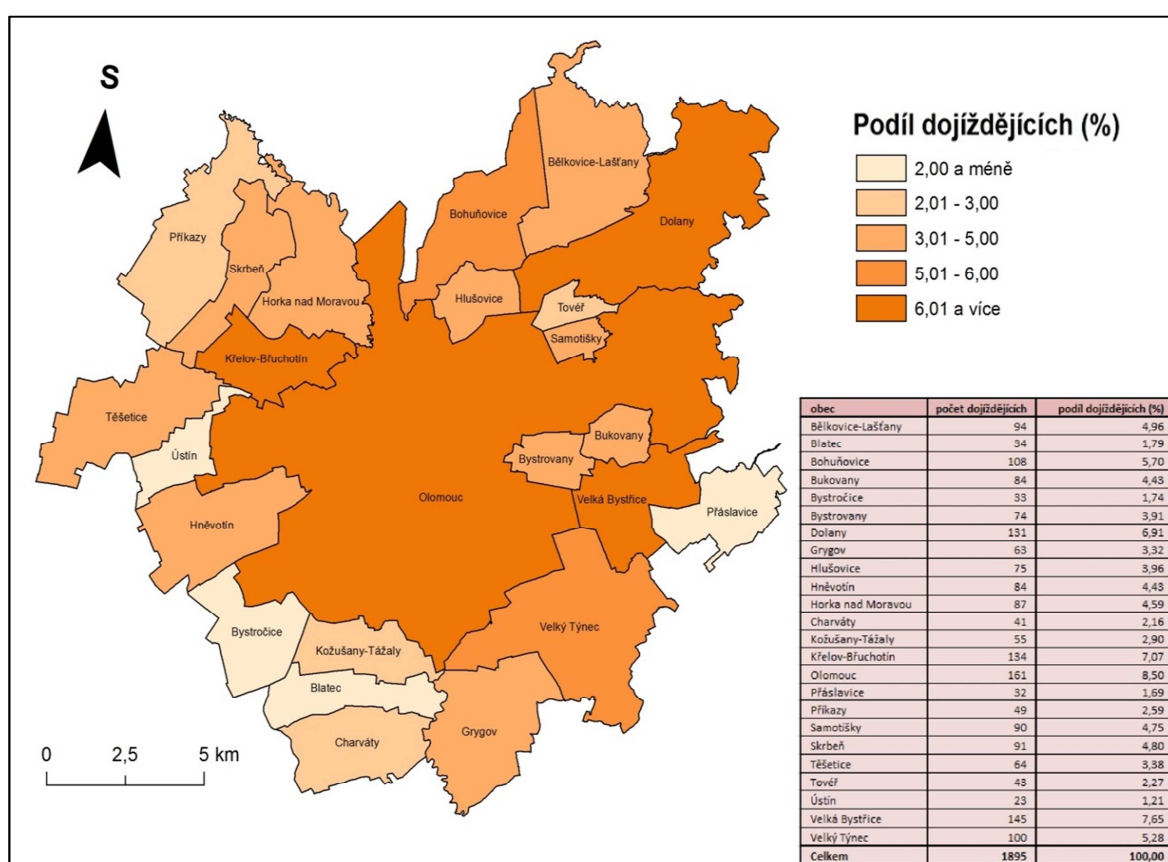 S
Podíl dojíždějících (%)
2,00 a méně
2,01 - 3,00
3,01 - 5,00
5,01 - 6,00
6,01 a více
Bělkovice-Lašťany
Bohuňovice
Dolany
Příkazy
Skrbeň
Horka nad Moravou
Hlušovice
Tověř
Samotišky
Křelov-Břuchotín
Těšetice
Ústín
Bukovany
Bystrovany
Olomouc
Velká Bystřice
Přáslavice
Hněvotín
Bystročice
Kožušany-Tážaly
Velký Týnec
Blatec
Charváty
Grygov
0 2,5 5 km
obec počet dojíždějících podíl dojíždějících (%)
Bělkovice-Lašťany 94 4,96
Blatec 34 1,79
Bohuňovice 108 5,70
Bukovany 84 4,43
Bystročice 33 1,74
Bystrovany 74 3,91
Dolany 131 6,91
Grygov 63 3,32
Hlušovice 75 3,96
Hněvotín 84 4,43
Horka nad Moravou 87 4,59
Charváty 41 2,16
Kožušany-Tážaly 55 2,90
Křelov-Břuchotín 134 7,07
Olomouc 161 8,50
Přáslavice 32 1,69
Příkazy 49 2,59
Samotišky 90 4,75
Skrbeň 91 4,80
Těšetice 64 3,38
Tovéř 43 2,27
Ústín 23 1,21
Velká Bystřice 145 7,65
Velký Týnec 100 5,28
Celkem 1895 100,00